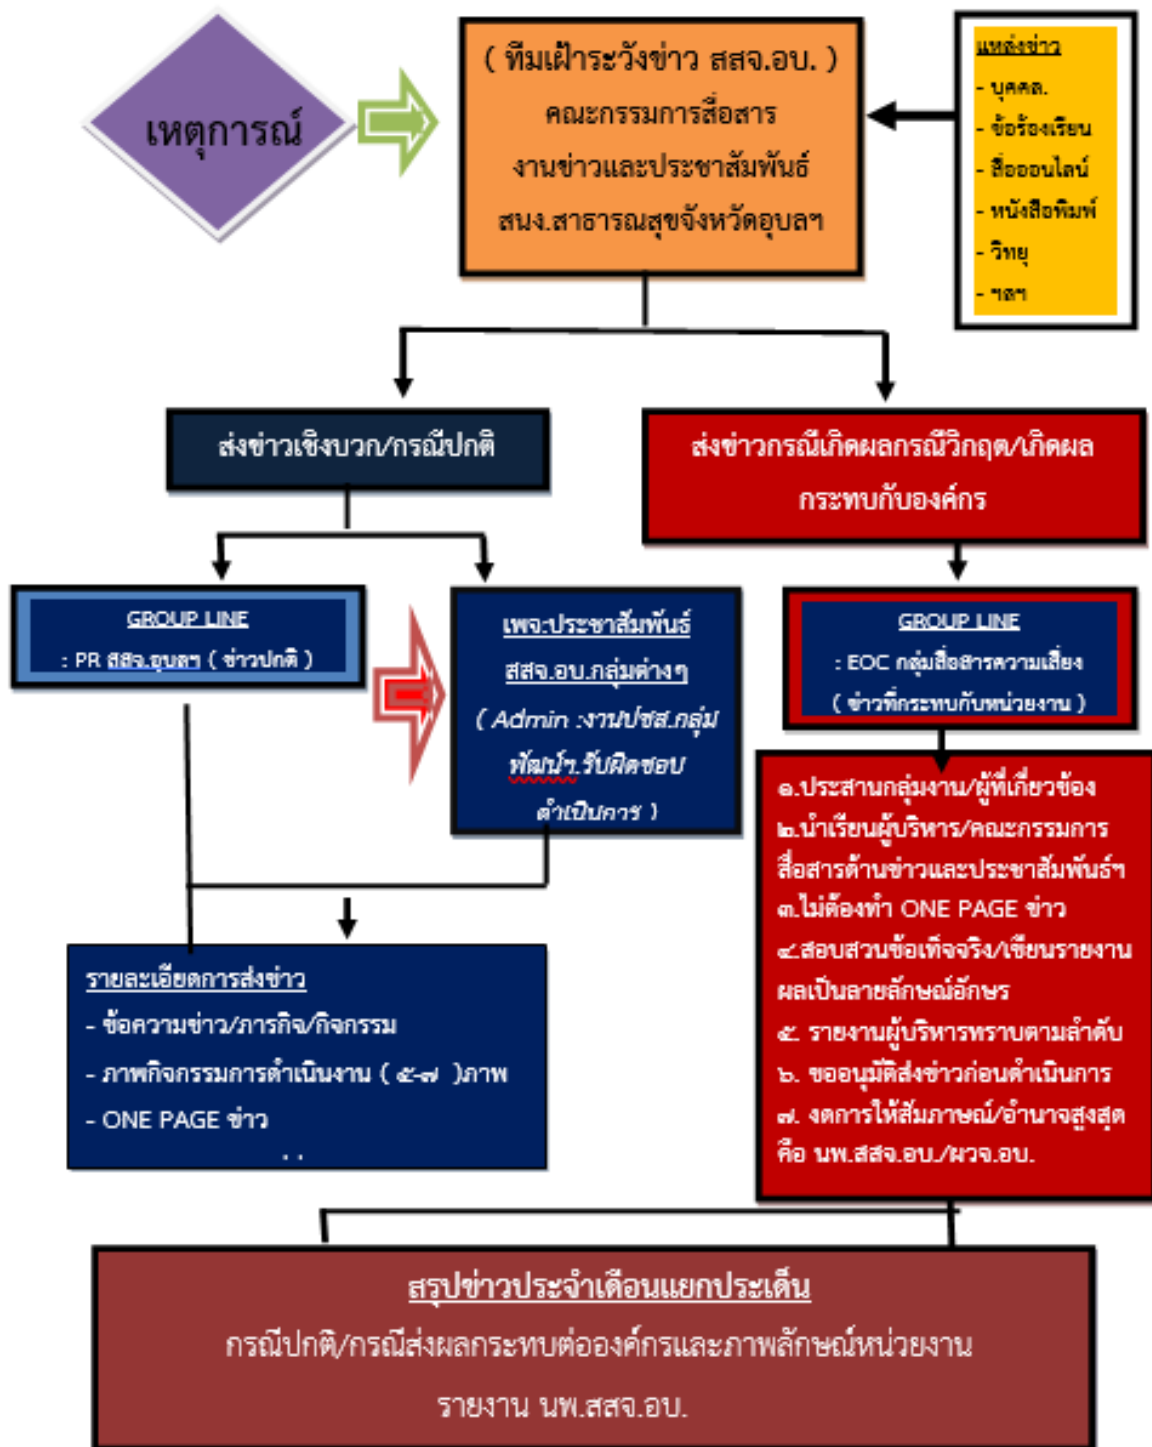 เหตุการณ์
( ทีมเฝ้าระวังข่าว สสจ.อบ. )
คณะกรรมการสื่อสาร
งานข่าวและประชาสัมพันธ์
สนง.สาธารณสุขจังหวัดอุบลฯ
แหล่งข่าว
- บุคคล.
- ข้อร้องเรียน
- สื่อออนไลน์
- หนังสือพิมพ์
- วิทยุ
- ฯลฯ
ส่งข่าวเชิงบวก/กรณีปกติ
ส่งข่าวกรณีเกิดผลกรณีวิกฤต/เกิดผล
กระทบกับองค์กร
GROUP LINE
: PR สสจ.อุบลฯ ( ข่าวปกติ )
เพจ:ประชาสัมพันธ์
สสจ.อบ.กลุ่มต่างๆ
( Admin :งานปชส.กลุ่ม
พัฒน์ฯ.รับผิดชอบ
ดำเนินการ )
GROUP LINE
: EOC กลุ่มสื่อสารความเสี่ยง
( ข่าวที่กระทบกับหน่วยงาน )
๑.ประสานกลุ่มงาน/ผู้ที่เกี่ยวข้อง
๒.นำเรียนผู้บริหาร/คณะกรรมการ
สื่อสารด้านข่าวและประชาสัมพันธ์ฯ
๓.ไม่ต้องทำ ONE PAGE ข่าว
๔.สอบสวนข้อเท็จจริง/เขียนรายงาน
ผลเป็นลายลักษณ์อักษร
๕. รายงานผู้บริหารทราบตามลำดับ
๖. ขออนุมัติส่งข่าวก่อนดำเนินการ
๗. งดการให้สัมภาษณ์/อำนาจสูงสุด
คือ นพ.สสจ.อบ./ผวจ.อบ.
รายละเอียดการส่งข่าว
- ข้อความข่าว/ภารกิจ/กิจกรรม
- ภาพกิจกรรมการดำเนินงาน ( ๕-๗ )ภาพ
- ONE PAGE ข่าว
สรุปข่าวประจำเดือนแยกประเด็น
กรณีปกติ/กรณีส่งผลกระทบต่อองค์กรและภาพลักษณ์หน่วยงาน
รายงาน นพ.สสจ.อบ.